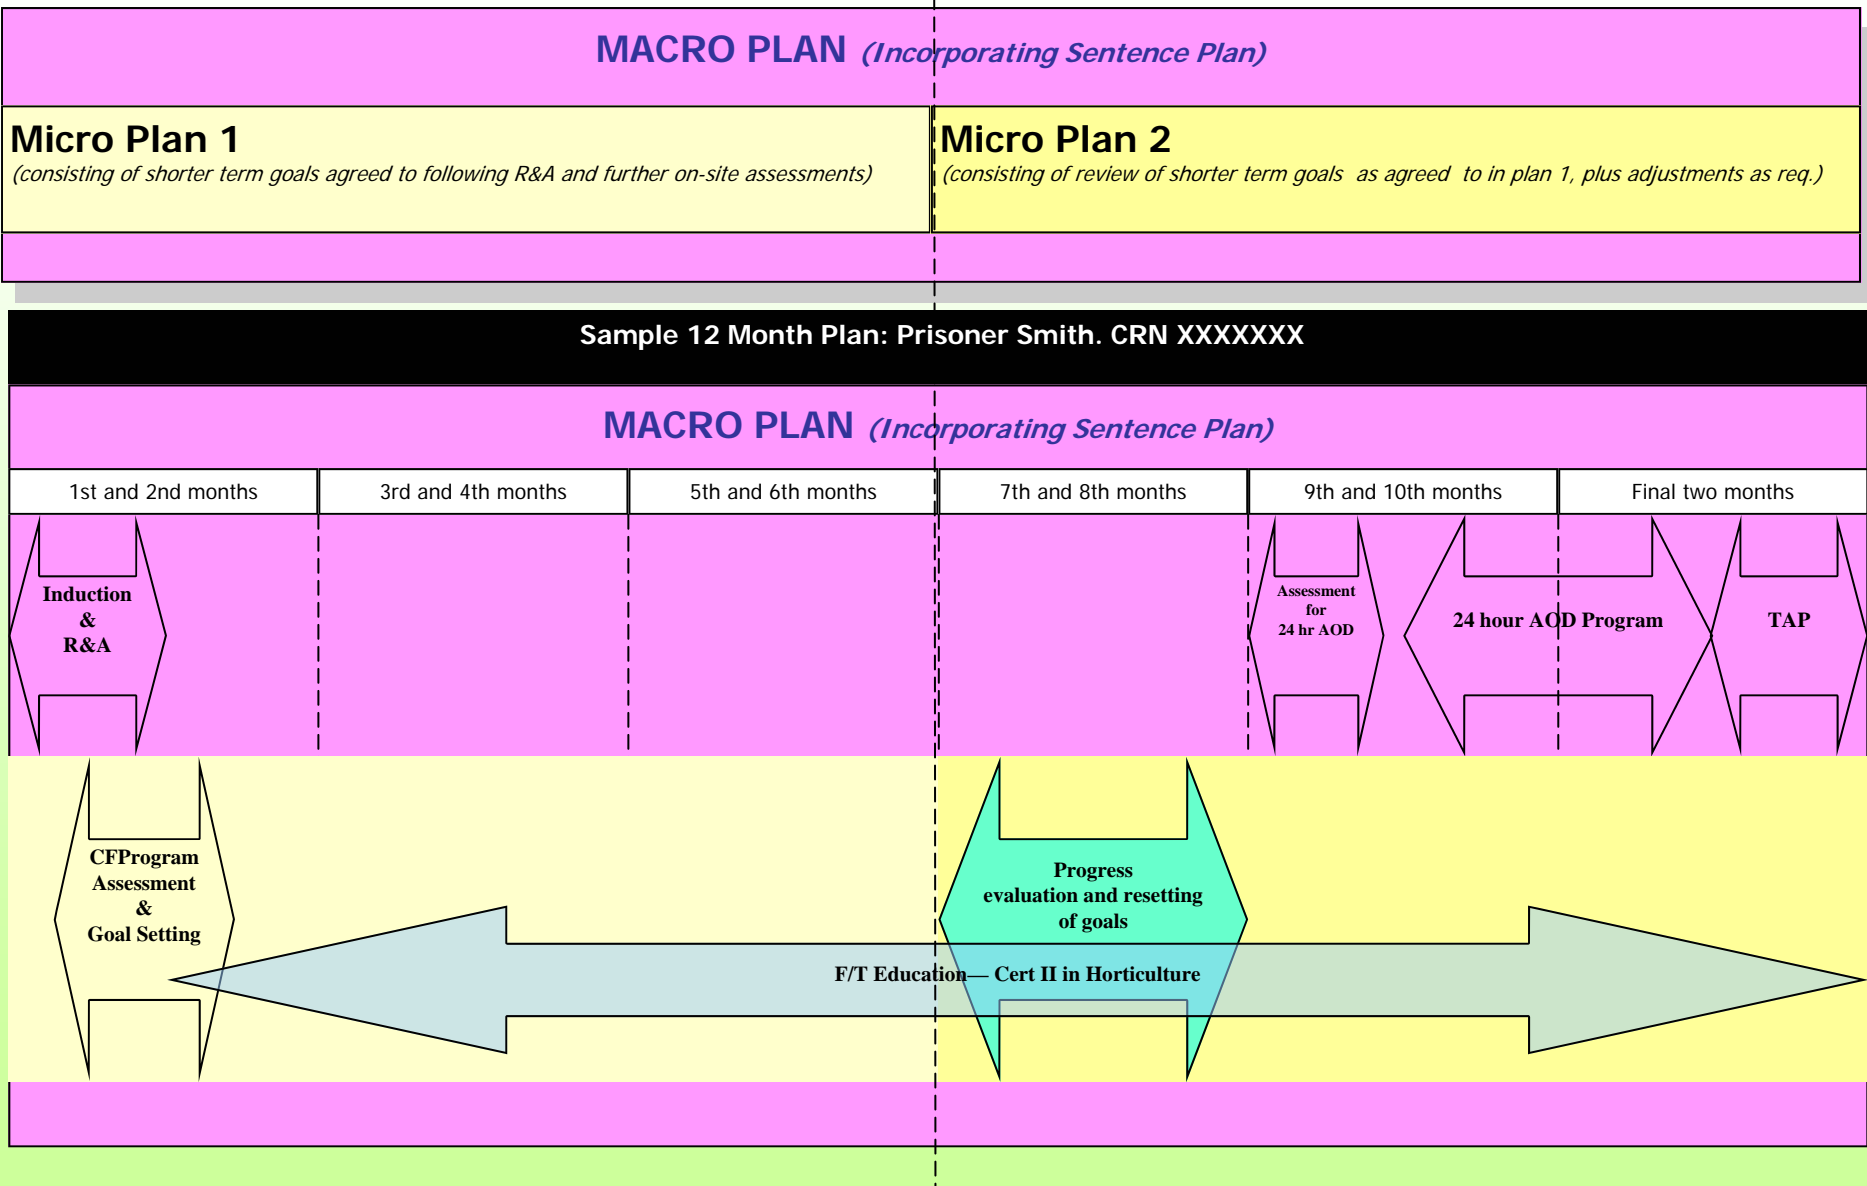 MACRO PLAN (Incorporating Sentence Plan)
Micro Plan 1
(consisting of shorter term goals agreed to following R&A and further on-site assessments)
Micro Plan 2
(consisting of review of shorter term goals as agreed to in plan 1, plus adjustments as req.)
Sample 12 Month Plan: Prisoner Smith. CRN XXXXXXX
MACRO PLAN (Incorporating Sentence Plan)
1st and 2nd months
3rd and 4th months
5th and 6th months
7th and 8th months
9th and 10th months
Final two months
Induction
&
R&A
Assessment
for
24 hr AOD
24 hour AOD Program
TAP
CFProgram
Assessment
&
Goal Setting
Progress
evaluation and resetting
of goals
F/T Education— Cert II in Horticulture